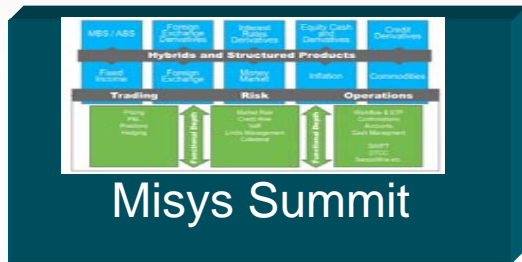 MBS / ABS
Foreign Exchange Derivatives
Interest Rates Derivatives
Equity Cash and Derivatives
Credit Derivatives
Hybrids and Structured Products
Fixed Income
Foreign Exchange
Money Market
Inflation
Commodities
Trading
Risk
Operations
Pricing
P&L
Positions
Hedging
Functional Depth
Market Risk
Credit Risk
VaR
Limits Management
Collateral
Functional Depth
Workflow & STP
Confirmations
Accounts
Cash Management
SWIFT
DTCC
Misys Summit